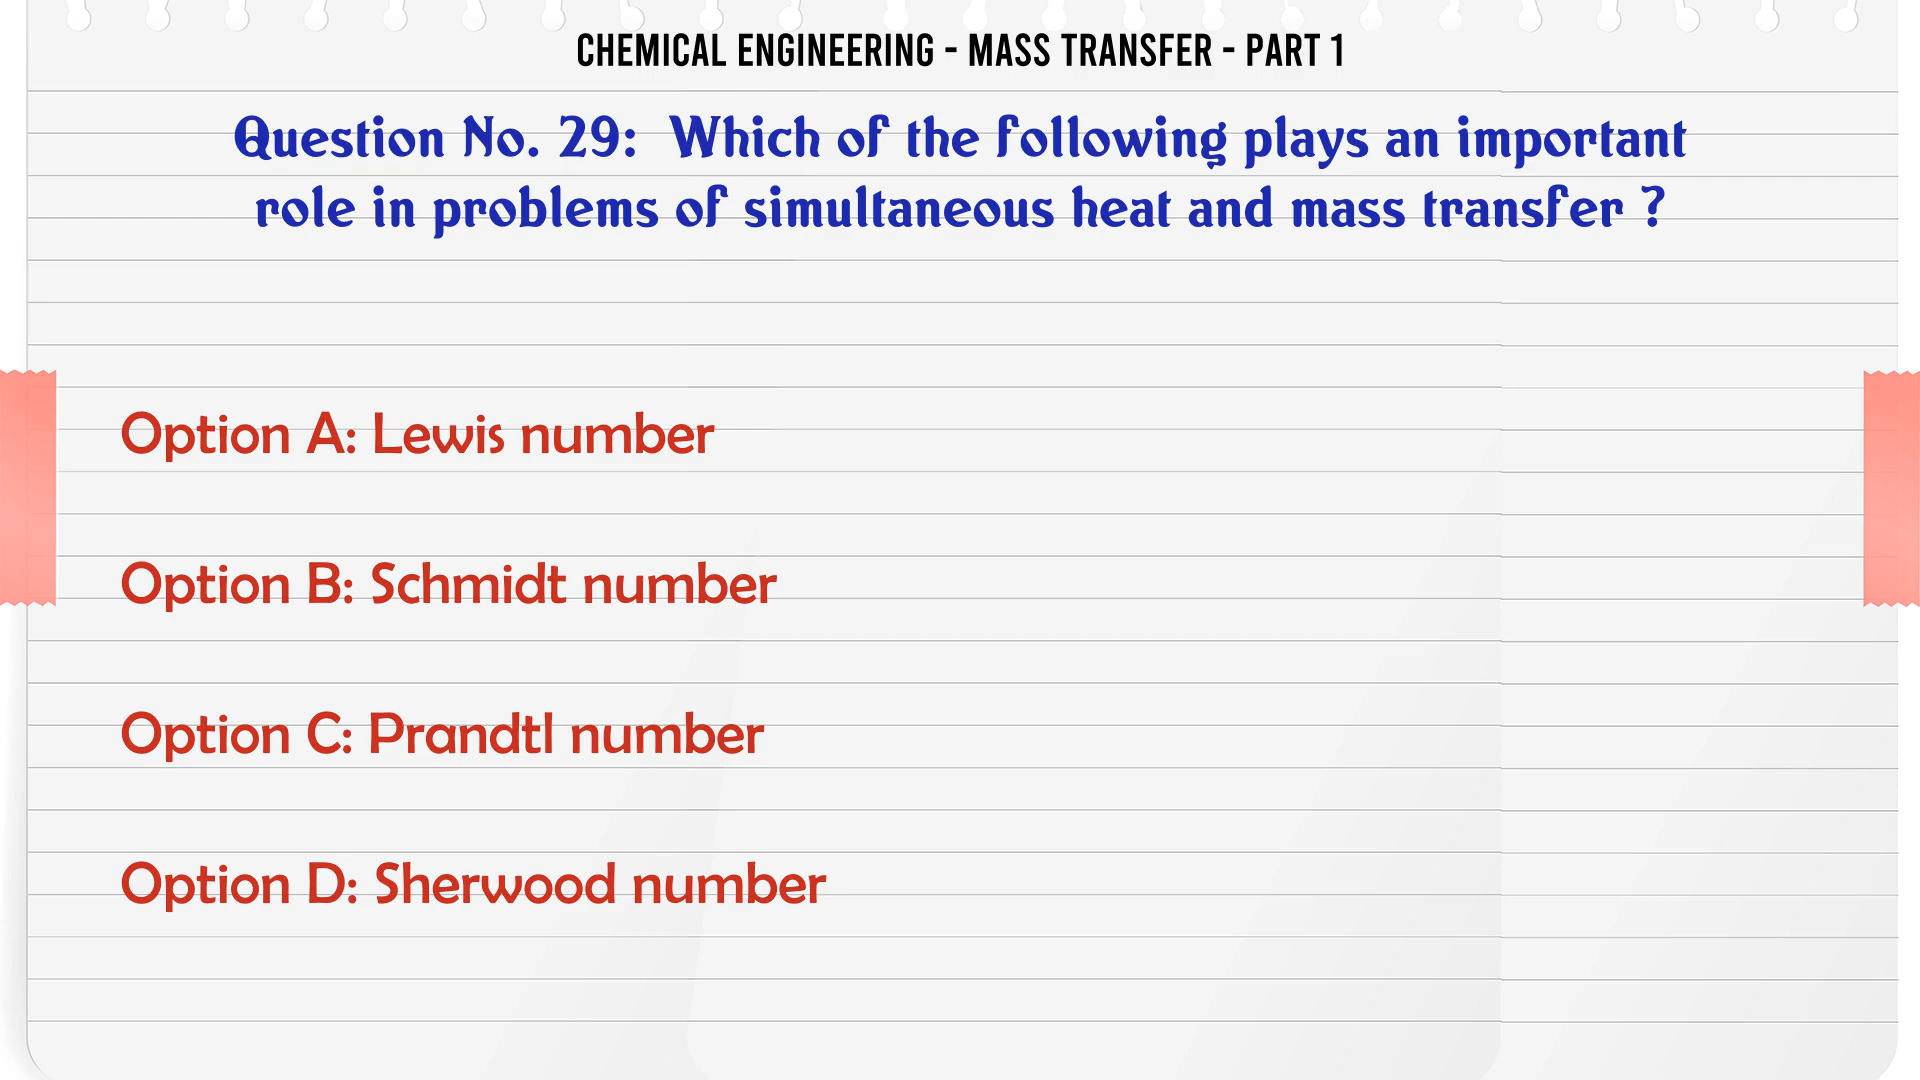 CHEMICAL ENGINEERING - MASS TRANSFER - PART 1
Question No. 29: Which of the following plays an important
role in problems of simultaneous heat and mass transfer ?
Option A: Lewis number
Option B: Schmidt number
Option C: Prandtl number
Option D: Sherwood number